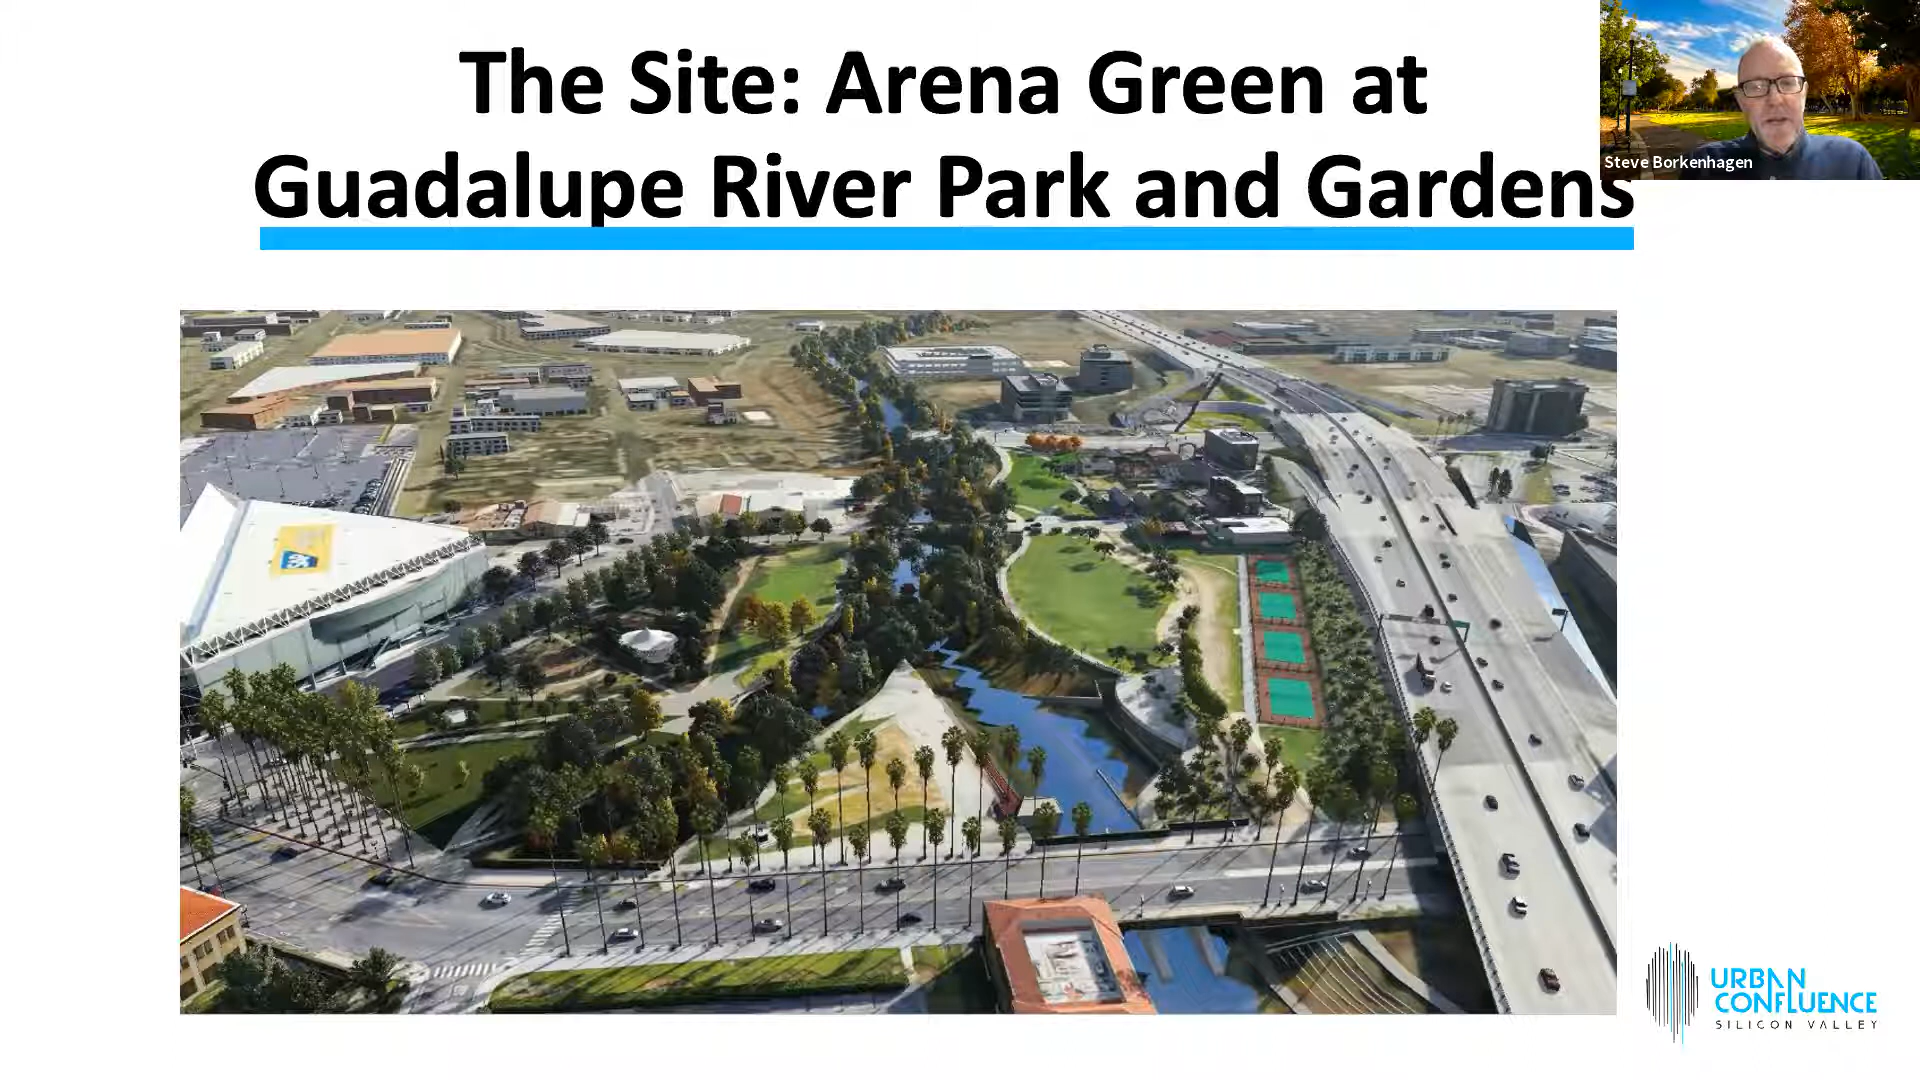 The Site: Arena Green at
Guadalupe River Park and Gardens
Steve Borkenhagen
URBAN
CONFLUENCE
SILICON VALLEY